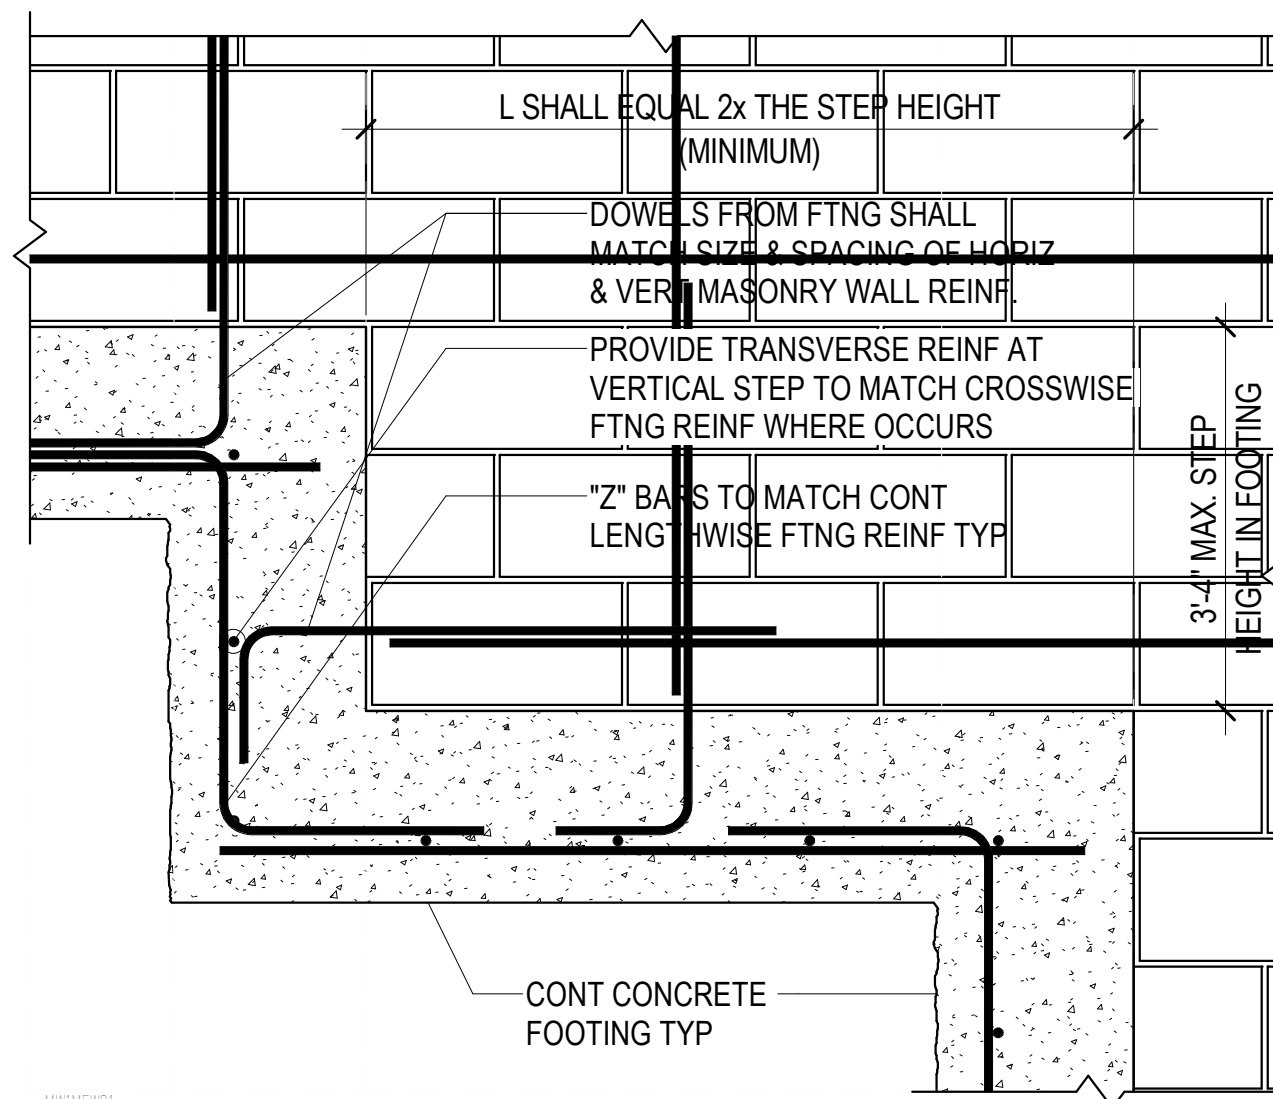 L SHALL EQUAL 2x THE STEP HEIGHT
(MINIMUM)
DOWELS FROM FTNG SHALL
MATCH SIZE & SPACING OF HORIZ
& VERT MASONRY WALL REINF.
PROVIDE TRANSVERSE REINF AT
VERTICAL STEP TO MATCH CROSSWISE
FTNG REINF WHERE OCCURS
"Z" BARS TO MATCH CONT
LENGTHWISE FTNG REINF TYP
3'-4" MAX. STEP
HEIGHT IN FOOTING
CONT CONCRETE
FOOTING TYP